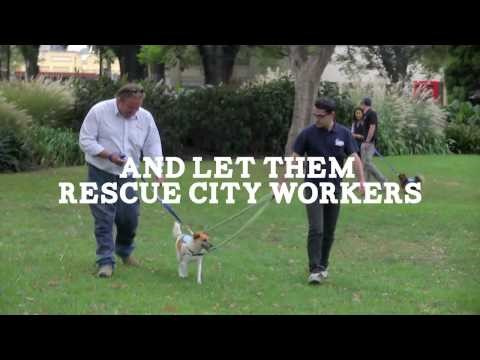 AND LET THEM
RESCUE CITY WORKERS